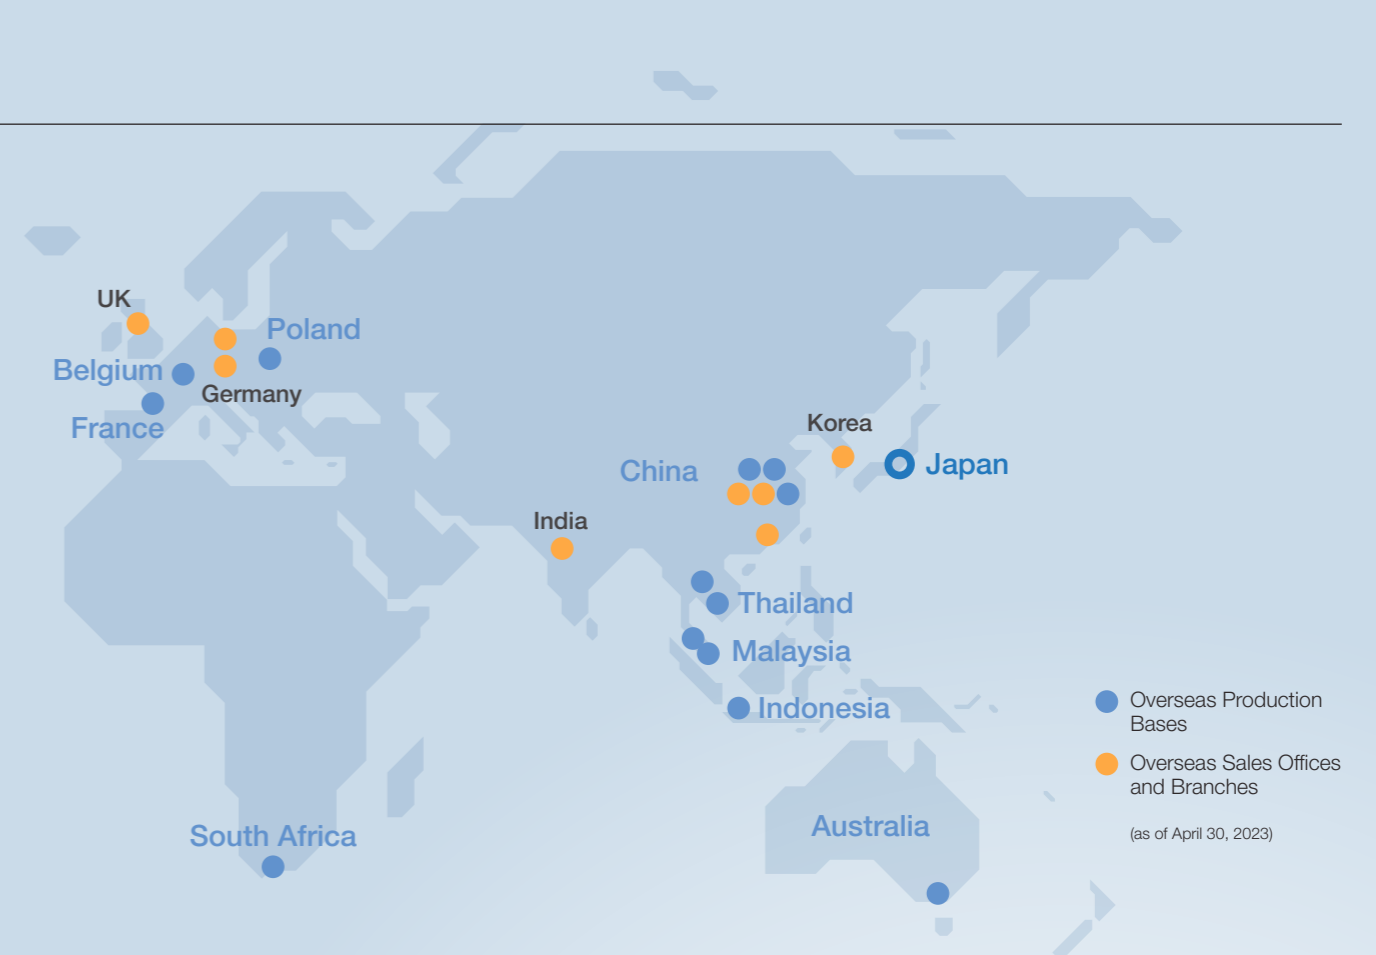 UK
Poland
Belgium
Germany
France
Korea
China
Japan
India
Thailand
Malaysia
Indonesia
South Africa
Australia
Overseas Production
Bases
Overseas Sales Offices
and Branches
(as of April 30, 2023)